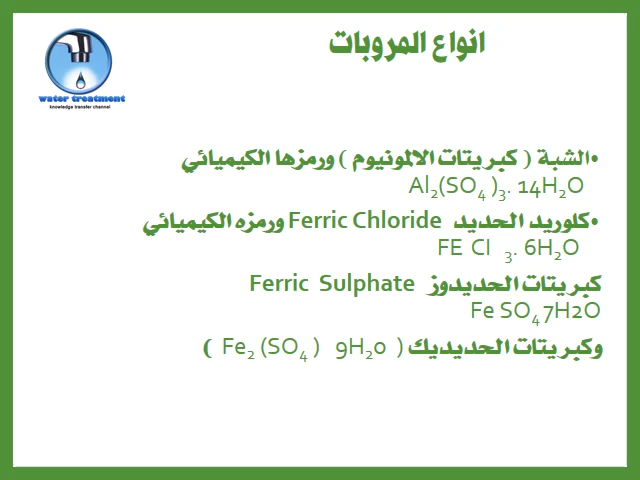 water treatment
knowledge transfer channel
انواع المروبات
•الشبة ( كبريتات الالمونيوم ) ورمزها الكيميائي
Al₂(SO₄ )₃. 14H₂O
•كلوريد الحديد Ferric Chloride ورمزه الكيميائي
FE Cl ₃. 6H₂O
كبريتات الحديدوز Ferric Sulphate
Fe SO₄ 7H2O
وكبريتات الحديديك ( Fe₂ (SO₄ ) 9H₂o )